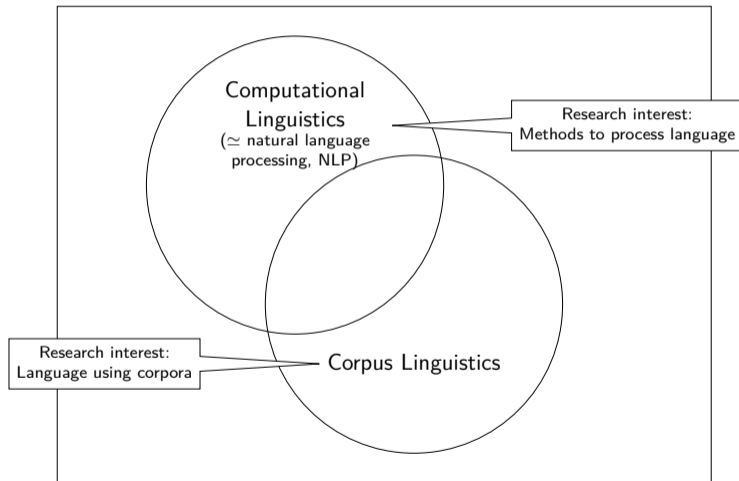 Computational
Linguistics
(≃ natural language
processing, NLP)
Research interest:
Methods to process language
Research interest:
Language using corpora
Corpus Linguistics